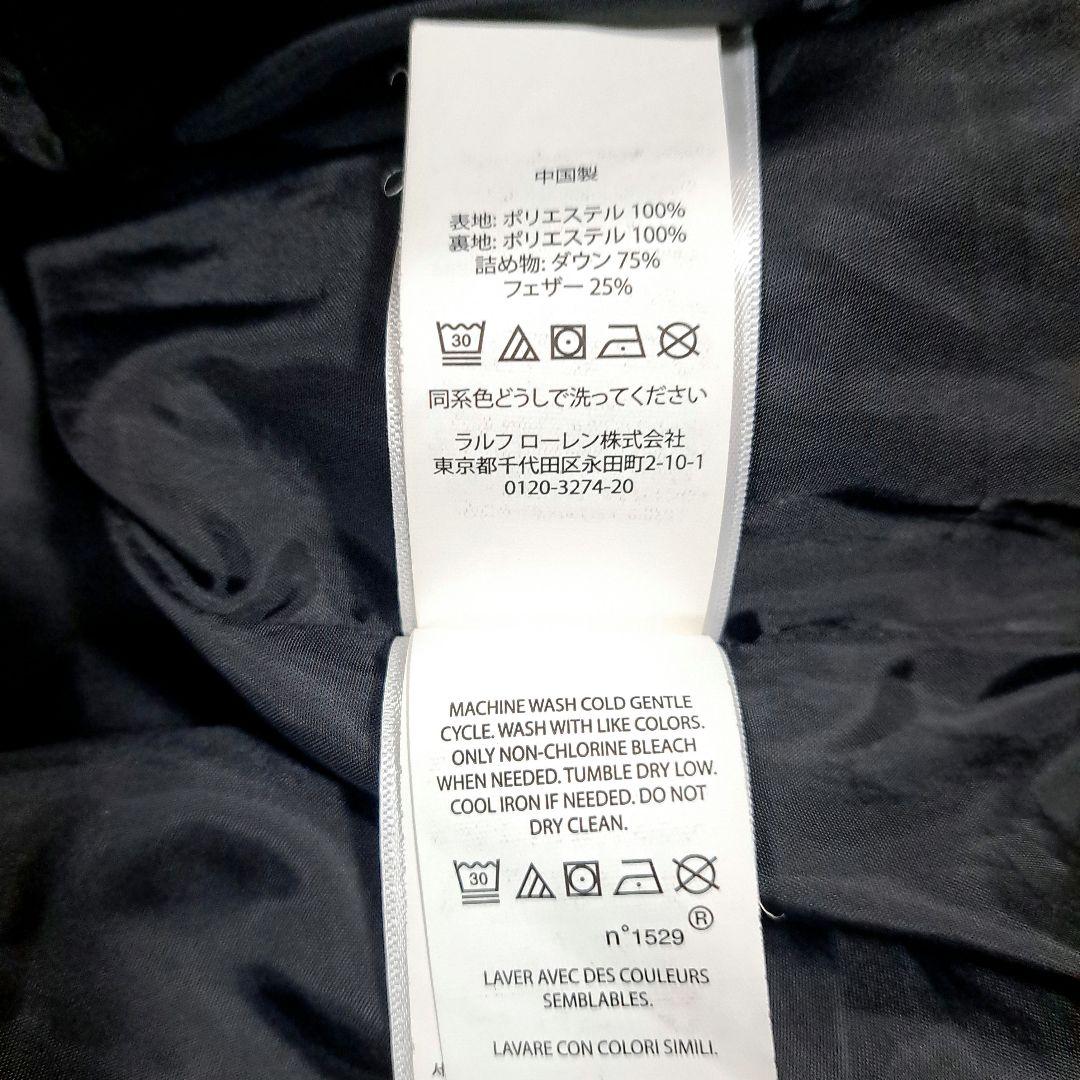 中国製
表地: ポリエステル 100%
裏地: ポリエステル 100%
詰め物: ダウン 75%
フェザー 25%
30
同系色どうしで洗ってください
ラルフ ローレン株式会社
東京都千代田区永田町2-10-1
0120-3274-20
MACHINE WASH COLD GENTLE
CYCLE. WASH WITH LIKE COLORS.
ONLY NON-CHLORINE BLEACH
WHEN NEEDED. TUMBLE DRY LOW.
COOL IRON IF NEEDED. DO NOT
DRY CLEAN.
30
n°1529®
LAVER AVEC DES COULEURS
SEMBLABLES.
LAVARE CON COLORI SIMILI.